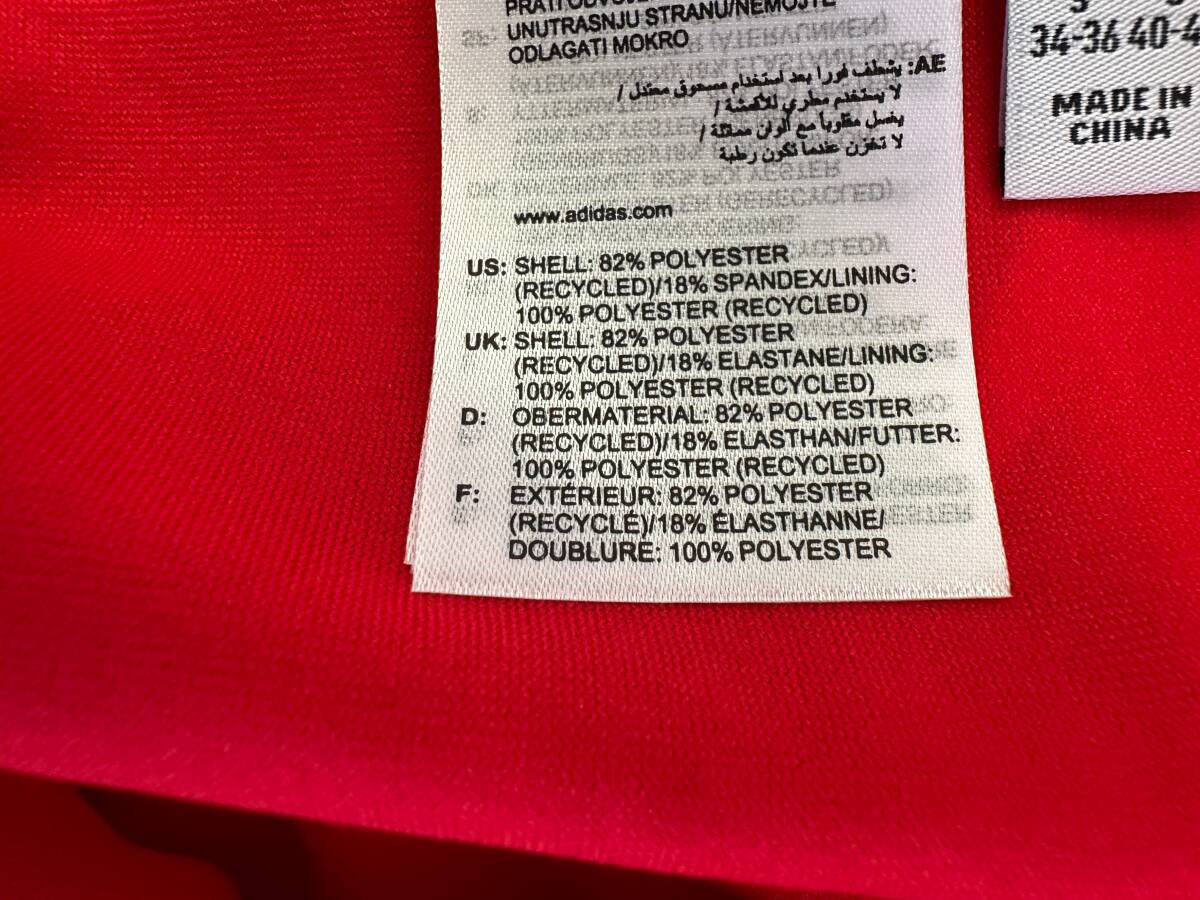 PRATI ODVOJE
UNUTRASNJU STRANU/NEMOJTE
ODLAGATI MOKRO
AE: يشطف فورا بعد استخدام مسحوق معتدل /
لا يستخدم مطري للأقمشة /
يغسل مقلوباً مع ألوان مماثلة /
لا تخزن عندما تكون رطبة
www.adidas.com
US: SHELL: 82% POLYESTER
(RECYCLED)/18% SPANDEX/LINING:
100% POLYESTER (RECYCLED)
UK: SHELL: 82% POLYESTER
(RECYCLED)/18% ELASTANE/LINING:
100% POLYESTER (RECYCLED)
D: OBERMATERIAL: 82% POLYESTER
(RECYCLED)/18% ELASTHAN/FUTTER:
100% POLYESTER (RECYCLED)
F: EXTÉRIEUR: 82% POLYESTER
(RECYCLÉ)/18% ÉLASTHANNE/
DOUBLURE: 100% POLYESTER
34-36 40-4
MADE IN
CHINA